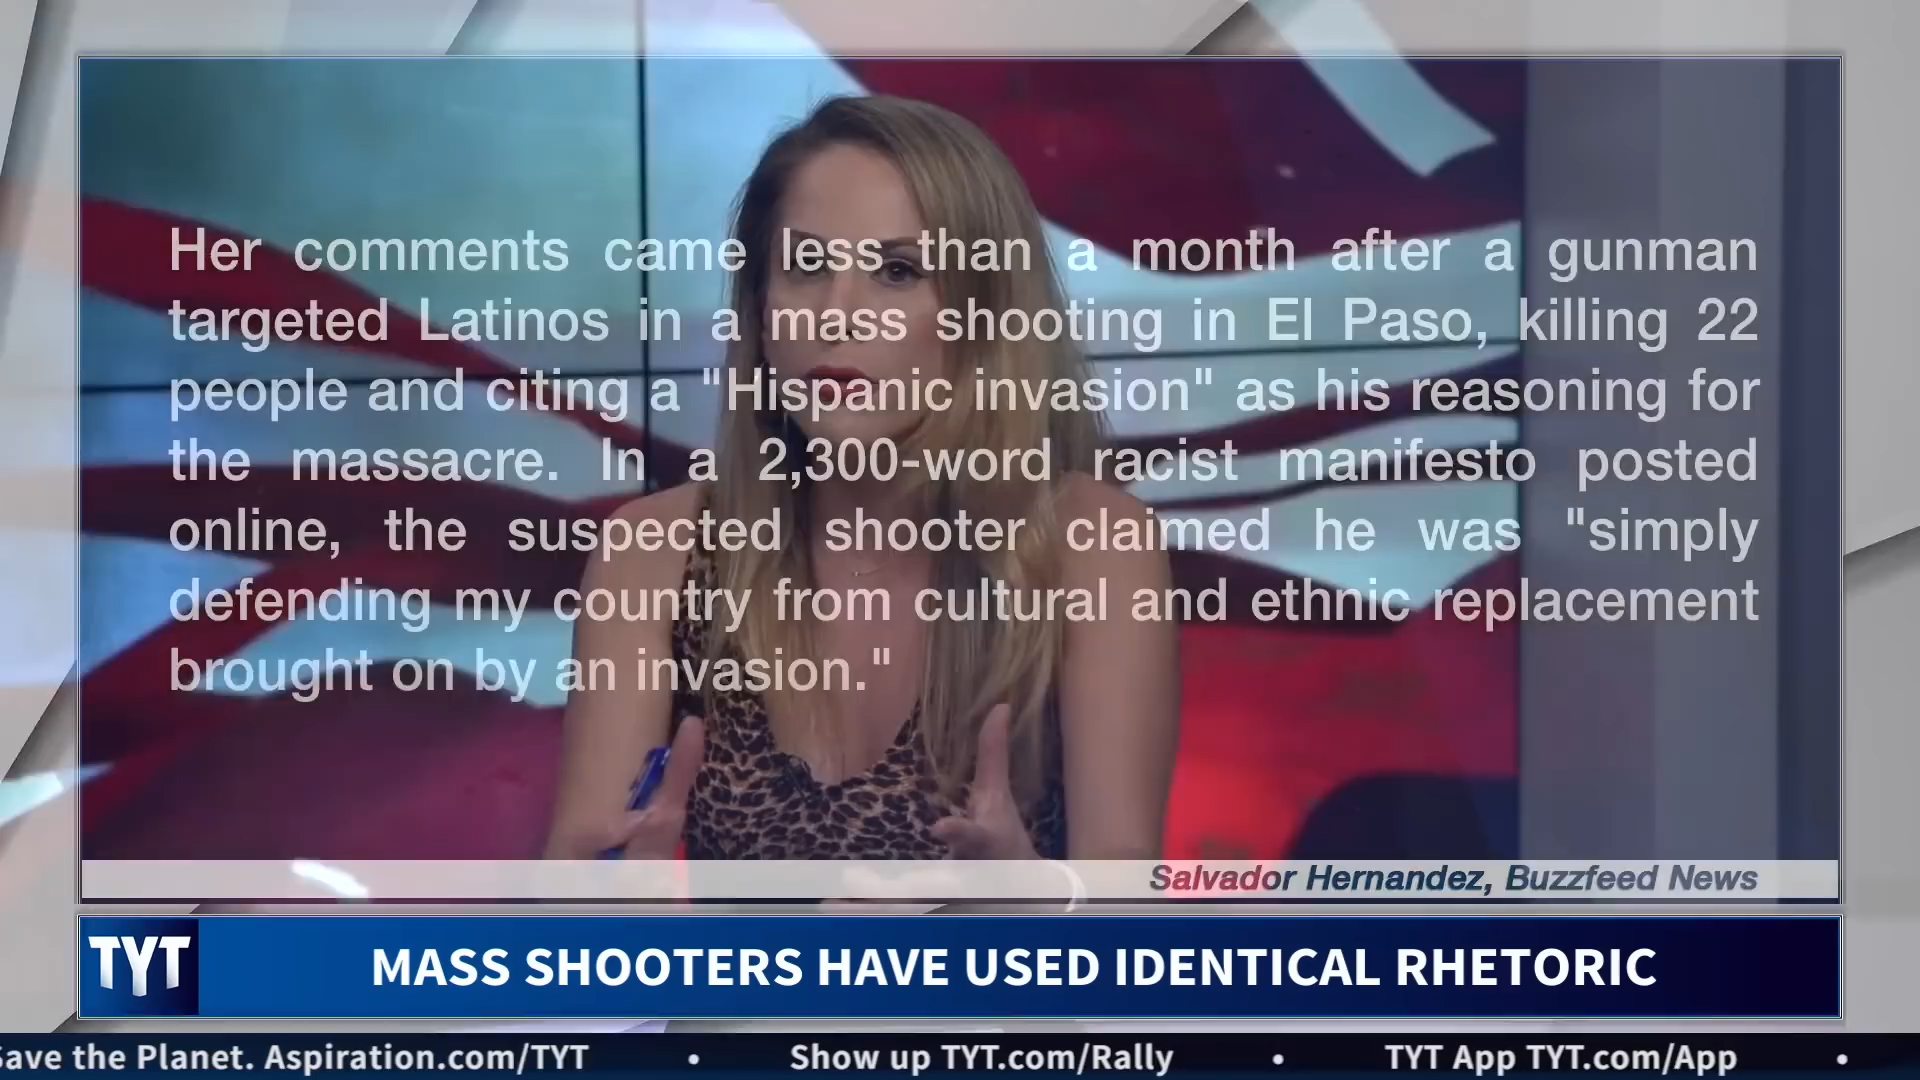 Her comments came less than a month after a gunman
targeted Latinos in a mass shooting in El Paso, killing 22
people and citing a "Hispanic invasion" as his reasoning for
the massacre. In a 2,300-word racist manifesto posted
online, the suspected shooter claimed he was "simply
defending my country from cultural and ethnic replacement
brought on by an invasion."
Salvador Hernandez, Buzzfeed News
TYT
MASS SHOOTERS HAVE USED IDENTICAL RHETORIC
Save the Planet. Aspiration.com/TYT • Show up TYT.com/Rally • TYT App TYT.com/App •